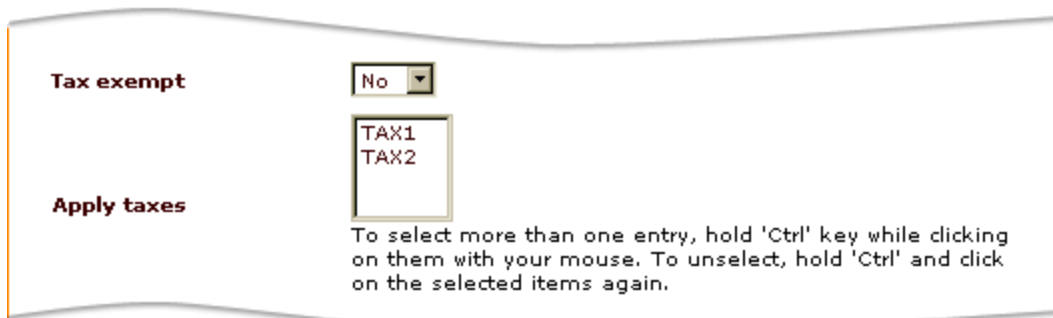 Tax exempt No
TAX1
TAX2
Apply taxes
To select more than one entry, hold 'Ctrl' key while clicking
on them with your mouse. To unselect, hold 'Ctrl' and click
on the selected items again.